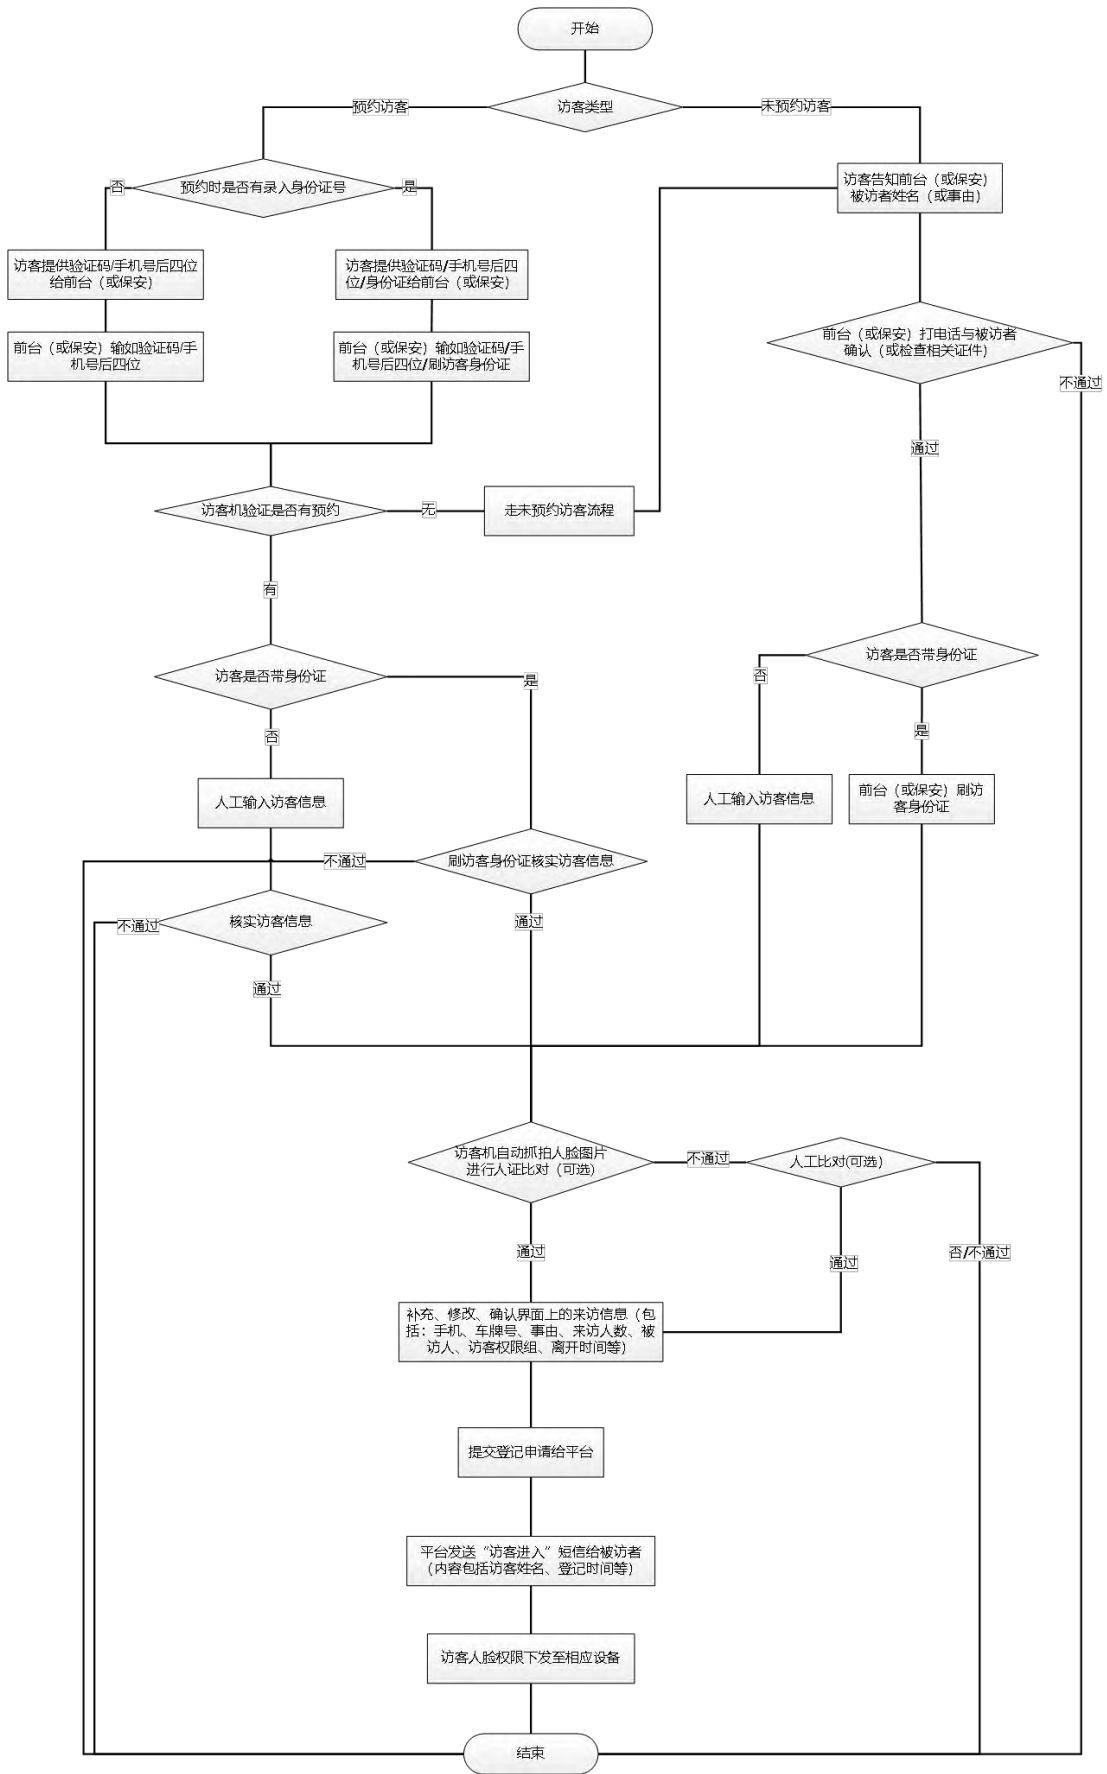 开始
访客类型
预约访客
未预约访客
预约时是否有录入身份证号
否
是
访客告知前台（或保安）
被访者姓名（或事由）
访客提供验证码/手机号后四位
给前台（或保安）
访客提供验证码/手机号后四
位/身份证给前台（或保安）
前台（或保安）输如验证码/手
机号后四位
前台（或保安）输如验证码/手
机号后四位/刷访客身份证
前台（或保安）打电话与被访者
确认（或检查相关证件）
不通过
通过
访客机验证是否有预约
无
走未预约访客流程
有
访客是否带身份证
是
否
访客是否带身份证
否
是
人工输入访客信息
人工输入访客信息
前台（或保安）刷访
客身份证
不通过
刷访客身份证核实访客信息
不通过
核实访客信息
通过
通过
访客机自动抓拍人脸图片
进行人证比对（可选）
不通过
人工比对(可选）
通过
通过
否/不通过
补充、修改、确认界面上的来访信息（包
括：手机、车牌号、事由、来访人数、被
访人、访客权限组、离开时间等）
提交登记申请给平台
平台发送“访客进入”短信给被访者
（内容包括访客姓名、登记时间等）
访客人脸权限下发至相应设备
结束